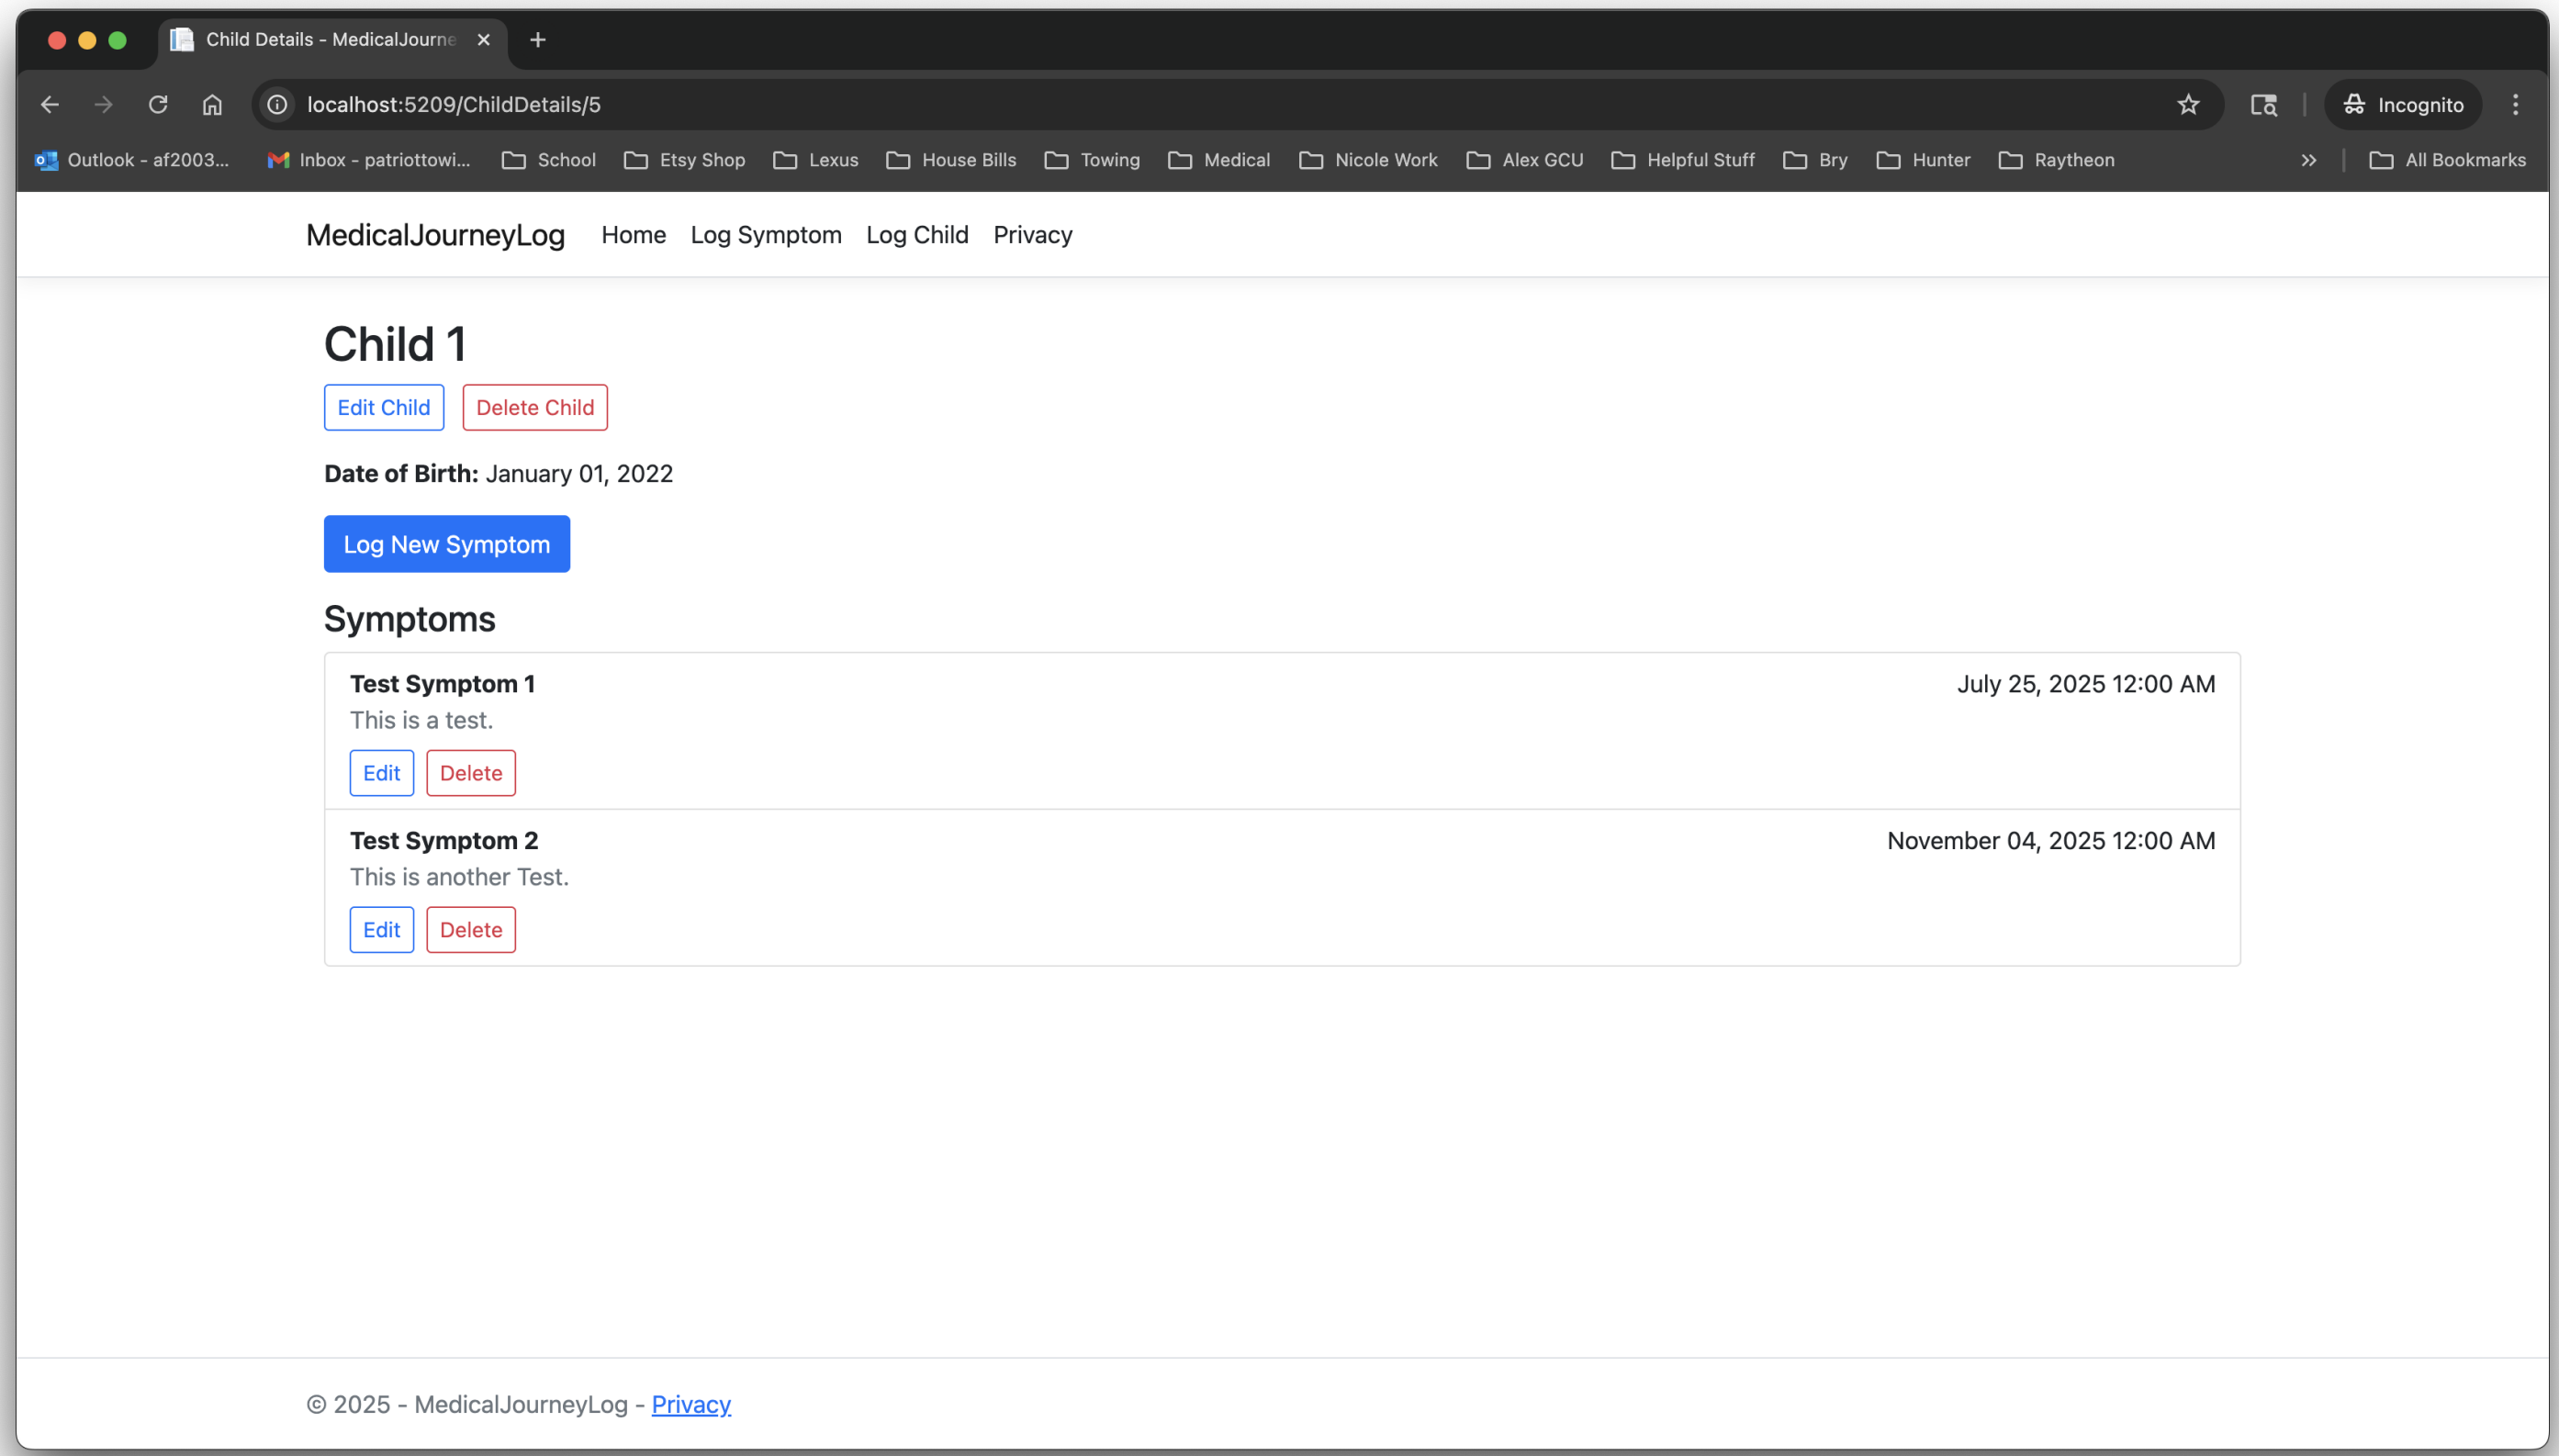 Child Details - MedicalJourne
localhost:5209/ChildDetails/5
Incognito
Outlook - af2003... Inbox - patriottowi... School Etsy Shop Lexus House Bills Towing Medical Nicole Work Alex GCU Helpful Stuff Bry Hunter Raytheon All Bookmarks
MedicalJourneyLog Home Log Symptom Log Child Privacy
Child 1
Edit Child Delete Child
Date of Birth: January 01, 2022
Log New Symptom
Symptoms
Test Symptom 1 July 25, 2025 12:00 AM
This is a test.
Edit Delete
Test Symptom 2 November 04, 2025 12:00 AM
This is another Test.
Edit Delete
© 2025 - MedicalJourneyLog - Privacy